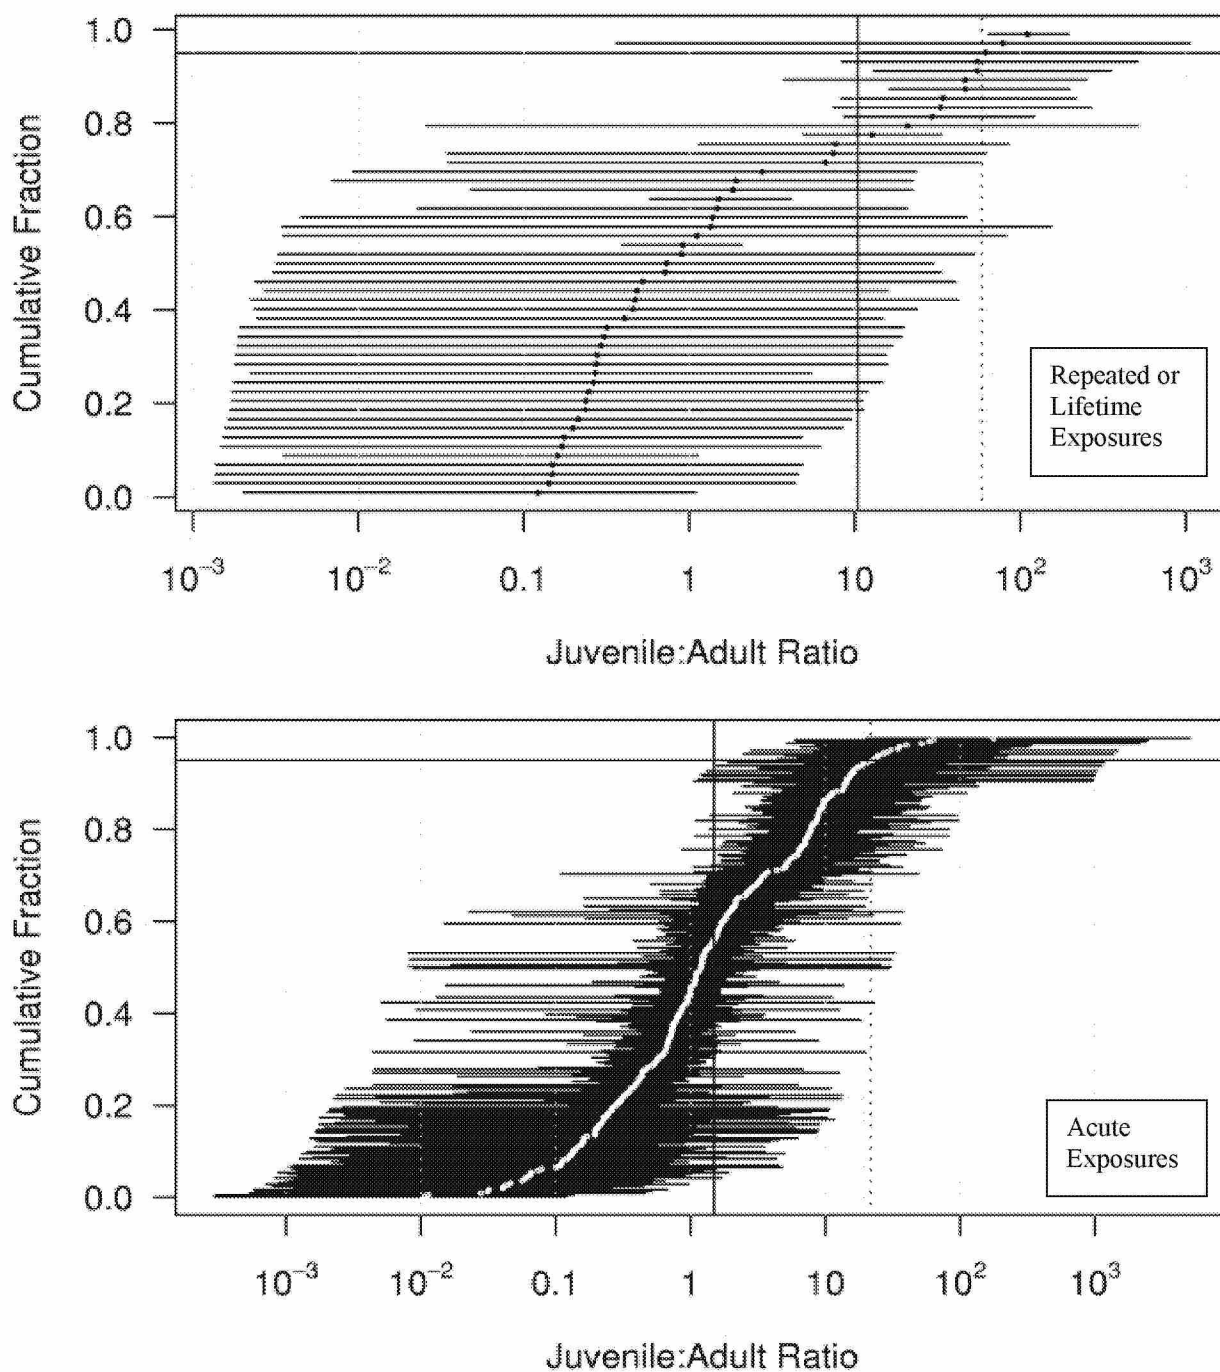 1.0
0.8
0.6
0.4
0.2
0.0
Cumulative Fraction
Repeated or
Lifetime
Exposures
10⁻³ 10⁻² 0.1 1 10 10² 10³
Juvenile:Adult Ratio
1.0
0.8
0.6
0.4
0.2
0.0
Cumulative Fraction
Acute
Exposures
10⁻³ 10⁻² 0.1 1 10 10² 10³
Juvenile:Adult Ratio